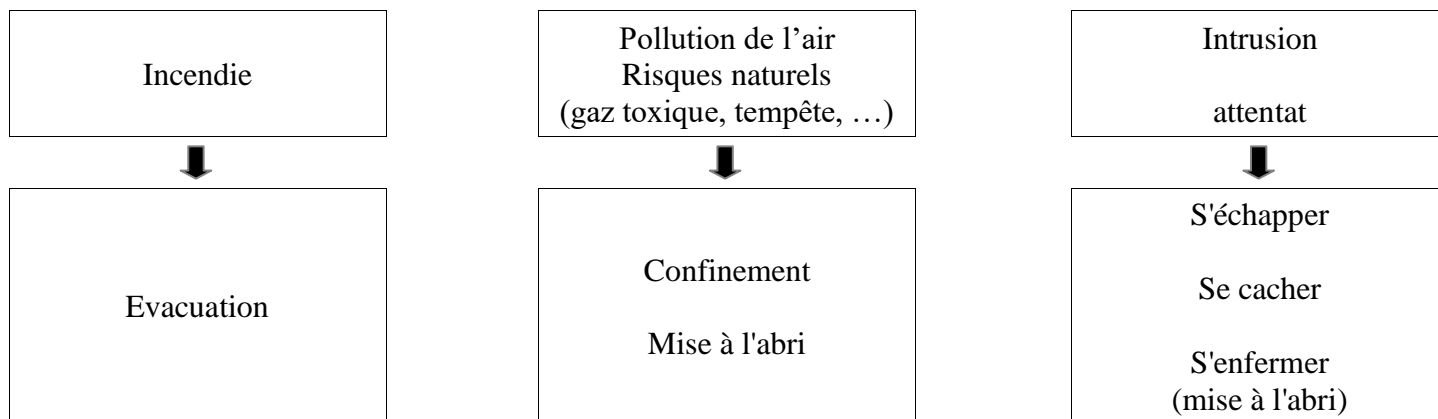 Incendie
Pollution de l’air
Risques naturels
(gaz toxique, tempête, …)
Intrusion
attentat
Evacuation
Confinement
Mise à l'abri
S'échapper
Se cacher
S'enfermer
(mise à l'abri)